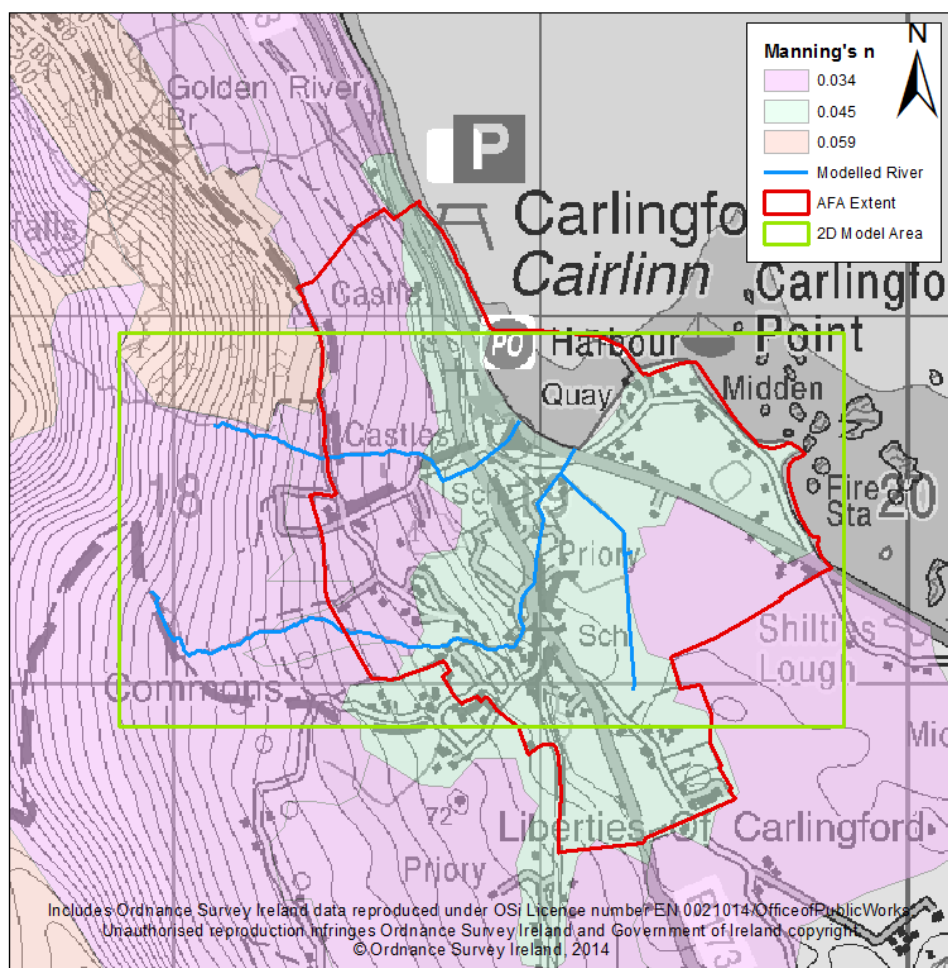 Golden River
Br
P
N
Manning's n
0.034
0.045
0.059
Modelled River
AFA Extent
2D Model Area
falls
Carlingfo
Cairlinn
Carlingfo
Point
Castle
PO
Harbour
Quay
Midden
Castles
18
Sch
Fire
Sta
20
Priory
Sch
Shilties
Lough
Commons
Mid
72
Liberties Of Carlingford
Priory
R173
Includes Ordnance Survey Ireland data reproduced under OSi Licence number EN 0021014/OfficeofPublicWorks.
Unauthorised reproduction infringes Ordnance Survey Ireland and Government of Ireland copyright.
© Ordnance Survey Ireland, 2014